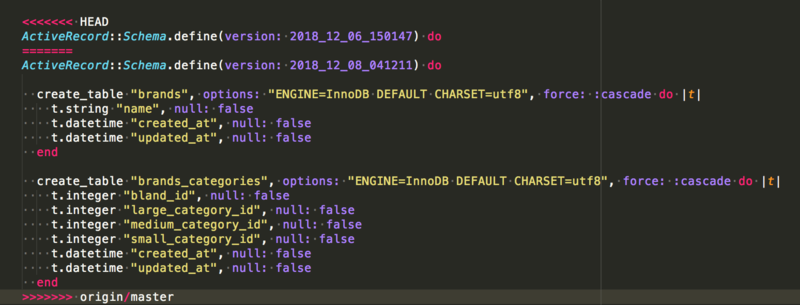 <<<<<<< HEAD
ActiveRecord::Schema.define(version: 2018_12_06_150147) do
=======
ActiveRecord::Schema.define(version: 2018_12_08_041211) do
create_table "brands", options: "ENGINE=InnoDB DEFAULT CHARSET=utf8", force: :cascade do |t|
t.string "name", null: false
t.datetime "created_at", null: false
t.datetime "updated_at", null: false
end
create_table "brands_categories", options: "ENGINE=InnoDB DEFAULT CHARSET=utf8", force: :cascade do |t|
t.integer "bland_id", null: false
t.integer "large_category_id", null: false
t.integer "medium_category_id", null: false
t.integer "small_category_id", null: false
t.datetime "created_at", null: false
t.datetime "updated_at", null: false
end
>>>>>>> origin/master